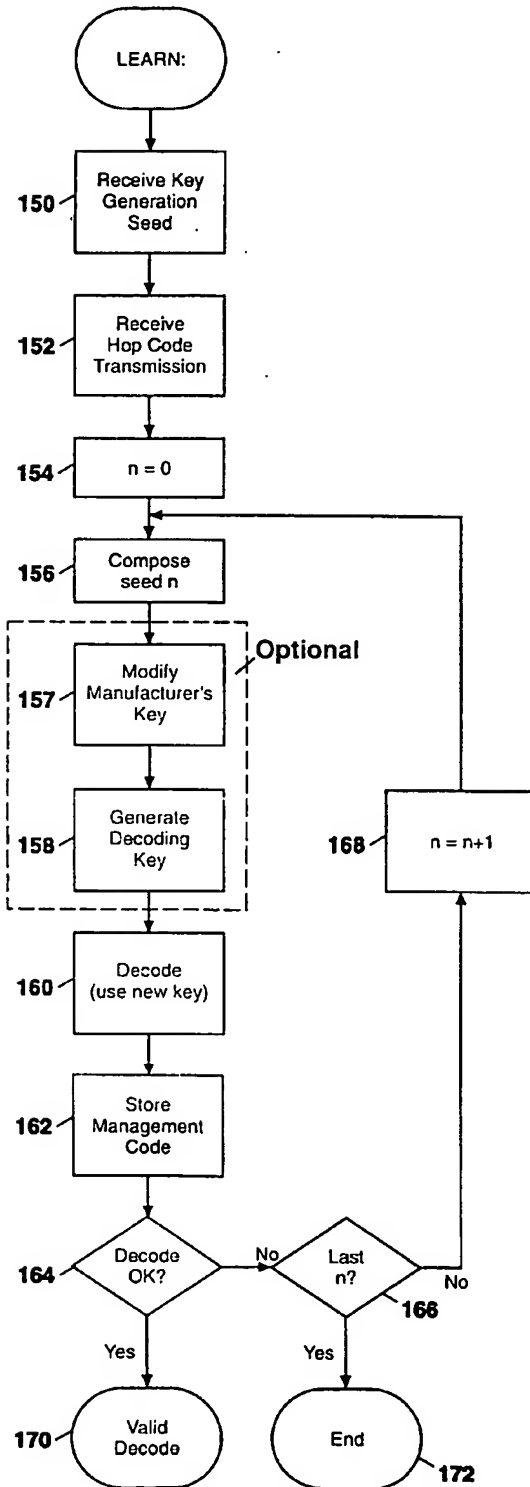 LEARN:
150
Receive Key
Generation
Seed
152
Receive
Hop Code
Transmission
154
n = 0
156
Compose
seed n
Optional
157
Modify
Manufacturer's
Key
158
Generate
Decoding
Key
168
n = n+1
160
Decode
(use new key)
162
Store
Management
Code
164
Decode
OK?
No
Last
n?
No
166
Yes
Yes
170
Valid
Decode
End
172